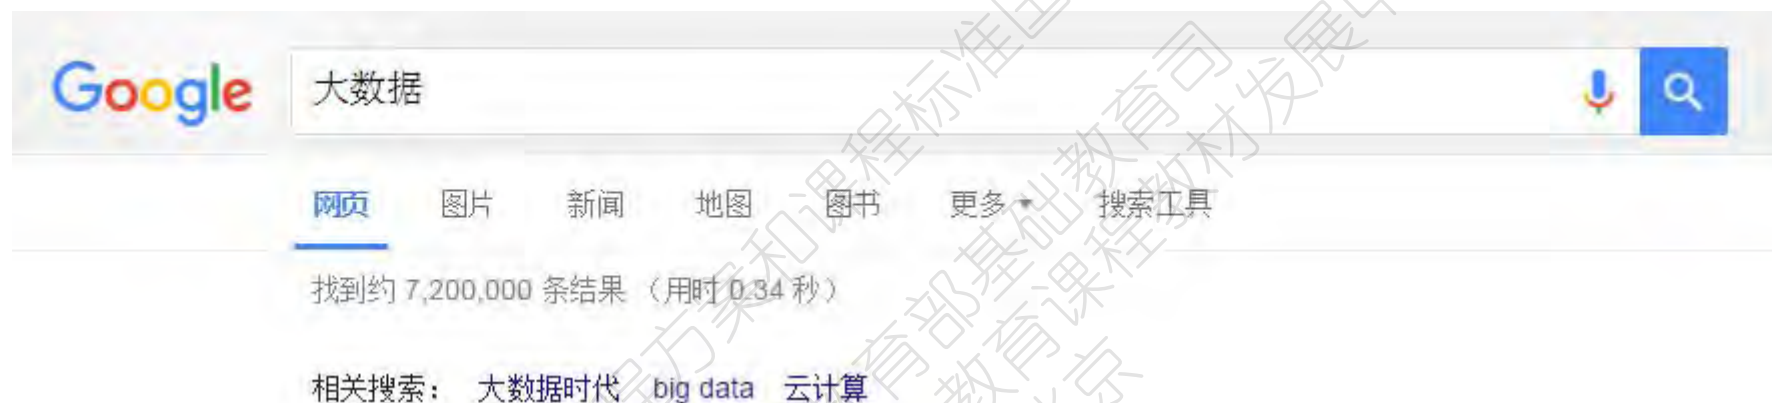 Google 大数据
网页 图片 新闻 地图 图书 更多 搜索工具
找到约 7,200,000 条结果 （用时 0.34 秒）
相关搜索： 大数据时代 big data 云计算